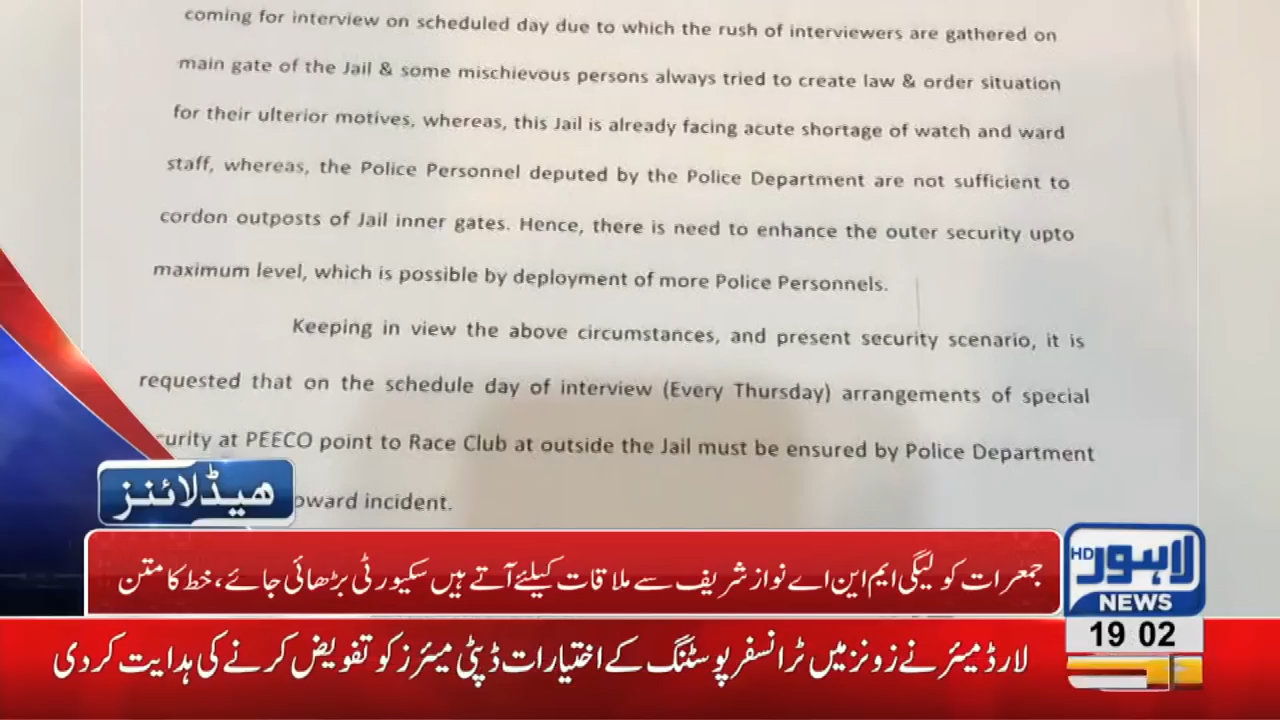 coming for interview on scheduled day due to which the rush of interviewers are gathered on
main gate of the Jail & some mischievous persons always tried to create law & order situation
for their ulterior motives, whereas, this Jail is already facing acute shortage of watch and ward
staff, whereas, the Police Personnel deputed by the Police Department are not sufficient to
cordon outposts of Jail inner gates. Hence, there is need to enhance the outer security upto
maximum level, which is possible by deployment of more Police Personnels.
Keeping in view the above circumstances, and present security scenario, it is
requested that on the schedule day of interview (Every Thursday) arrangements of special
urity at PEECO point to Race Club at outside the Jail must be ensured by Police Department
oward incident.
ہیڈلائنز
جمعرات کو لیگی ایم این اے نواز شریف سے ملاقات کیلئے آتے ہیں سکیورٹی بڑھائی جائے، خط کا متن
HD لاہور
NEWS
19 02
لارڈ میئر نے زونز میں ٹرانسفر پوسٹنگ کے اختیارات ڈپٹی میئرز کو تفویض کرنے کی ہدایت کر دی